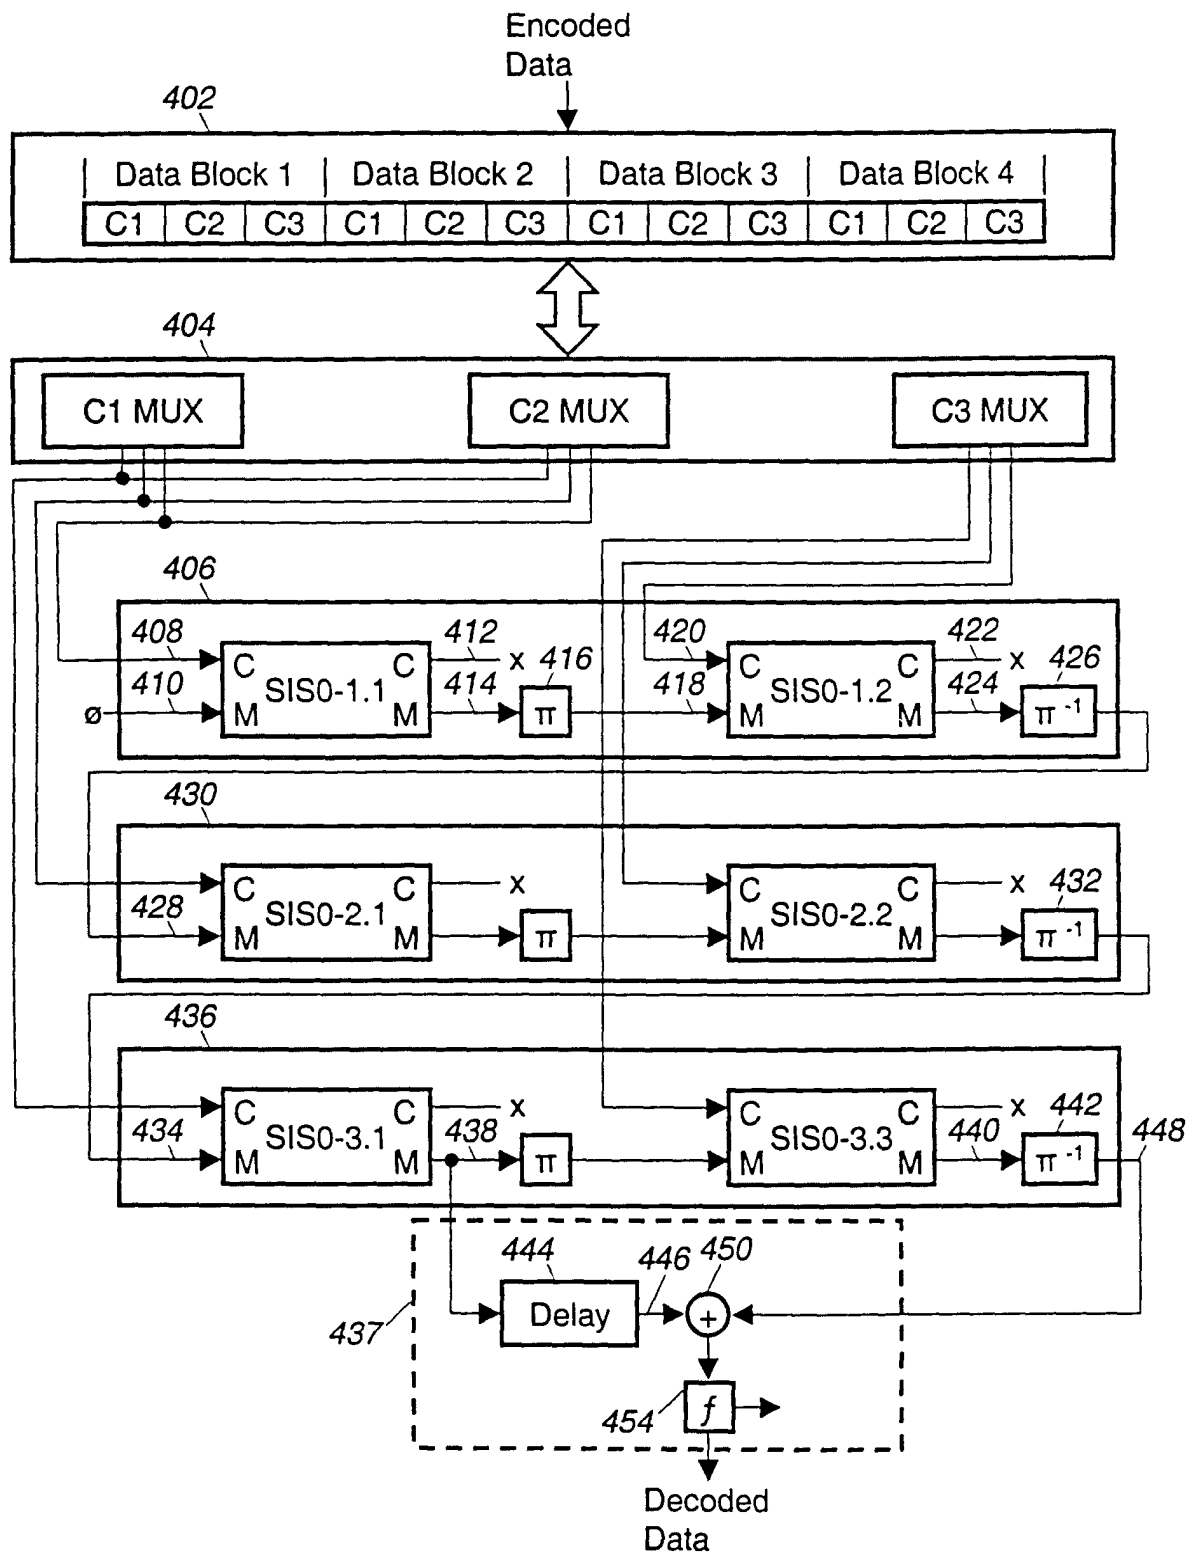 Encoded
Data
402
Data Block 1 Data Block 2 Data Block 3 Data Block 4
C1 C2 C3 C1 C2 C3 C1 C2 C3 C1 C2 C3
404
C1 MUX C2 MUX C3 MUX
406
408 412 416 420 422 426
C C x C C x
SIS0-1.1 SIS0-1.2
410 414 418 424
ø M M π M M π⁻¹
430
C C x C C x 432
SIS0-2.1 SIS0-2.2
428 M M π M M π⁻¹
436
C C x C C x 442
SIS0-3.1 SIS0-3.3
434 M M 438 π M M 440 π⁻¹ 448
444 446 450
Delay +
437
454 f
Decoded
Data